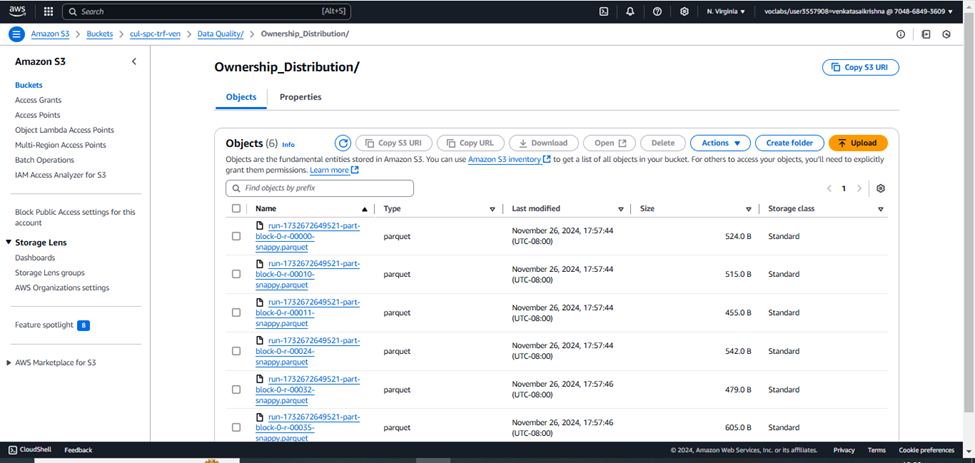 aws
Search [Alt+S] N. Virginia voclabs/user3557908=venkatasaikrishna @ 7048-6849-3609
Amazon S3 > Buckets > cul-spc-trf-ven > Data Quality/ > Ownership_Distribution/
Amazon S3
Buckets
Access Grants
Access Points
Object Lambda Access Points
Multi-Region Access Points
Batch Operations
IAM Access Analyzer for S3
Block Public Access settings for this
account
Storage Lens
Dashboards
Storage Lens groups
AWS Organizations settings
Feature spotlight 8
AWS Marketplace for S3
Ownership_Distribution/
Copy S3 URI
Objects Properties
Objects (6) Info
Copy S3 URI Copy URL Download Open Delete Actions Create folder Upload
Objects are the fundamental entities stored in Amazon S3. You can use Amazon S3 inventory to get a list of all objects in your bucket. For others to access your objects, you'll need to explicitly
grant them permissions. Learn more
Find objects by prefix
1
Name Type Last modified Size Storage class
run-1732672649521-part-
block-0-r-00000-
snappy.parquet
parquet
November 26, 2024, 17:57:44
(UTC-08:00)
524.0 B
Standard
run-1732672649521-part-
block-0-r-00010-
snappy.parquet
parquet
November 26, 2024, 17:57:44
(UTC-08:00)
515.0 B
Standard
run-1732672649521-part-
block-0-r-00011-
snappy.parquet
parquet
November 26, 2024, 17:57:44
(UTC-08:00)
455.0 B
Standard
run-1732672649521-part-
block-0-r-00024-
snappy.parquet
parquet
November 26, 2024, 17:57:44
(UTC-08:00)
542.0 B
Standard
run-1732672649521-part-
block-0-r-00032-
snappy.parquet
parquet
November 26, 2024, 17:57:46
(UTC-08:00)
479.0 B
Standard
run-1732672649521-part-
block-0-r-00035-
snappy.parquet
parquet
November 26, 2024, 17:57:46
(UTC-08:00)
605.0 B
Standard
CloudShell Feedback © 2024, Amazon Web Services, Inc. or its affiliates. Privacy Terms Cookie preferences